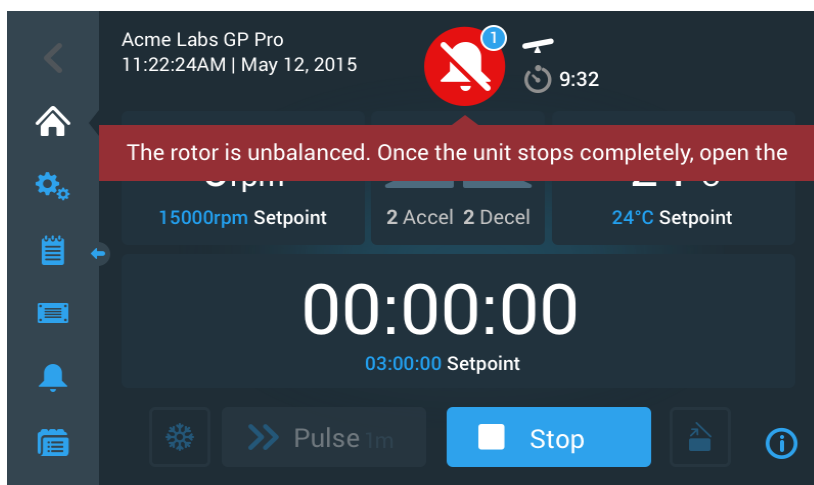 Acme Labs GP Pro
11:22:24AM | May 12, 2015
1
9:32
The rotor is unbalanced. Once the unit stops completely, open the
15000rpm Setpoint
2 Accel 2 Decel
24°C Setpoint
00:00:00
03:00:00 Setpoint
Pulse 1m
Stop